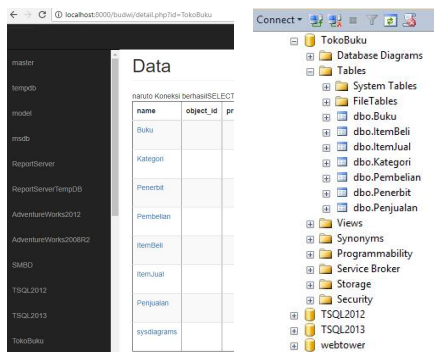 localhost:8000/budwi/detail.php?id=TokoBuku
master
tempdb
model
msdb
ReportServer
ReportServerTempDB
AdventureWorks2012
AdventureWorks2008R2
SMBD
TSQL2012
TSQL2013
TokoBuku
Data
naruto Koneksi berhasilSELECT
name object_id pr
Buku
Kategori
Penerbit
Pembelian
ItemBeli
ItemJual
Penjualan
sysdiagrams
Connect
TokoBuku
Database Diagrams
Tables
System Tables
FileTables
dbo.Buku
dbo.ItemBeli
dbo.ItemJual
dbo.Kategori
dbo.Pembelian
dbo.Penerbit
dbo.Penjualan
Views
Synonyms
Programmability
Service Broker
Storage
Security
TSQL2012
TSQL2013
webtower